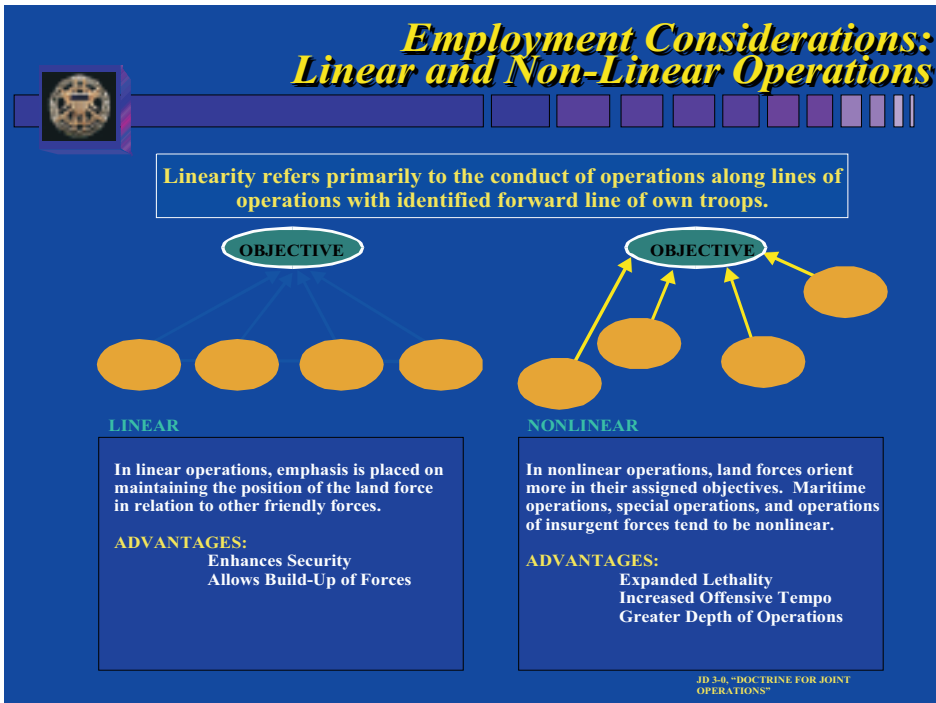 Employment Considerations:
Linear and Non-Linear Operations
Linearity refers primarily to the conduct of operations along lines of
operations with identified forward line of own troops.
OBJECTIVE
OBJECTIVE
LINEAR
In linear operations, emphasis is placed on
maintaining the position of the land force
in relation to other friendly forces.
ADVANTAGES:
Enhances Security
Allows Build-Up of Forces
NONLINEAR
In nonlinear operations, land forces orient
more in their assigned objectives. Maritime
operations, special operations, and operations
of insurgent forces tend to be nonlinear.
ADVANTAGES:
Expanded Lethality
Increased Offensive Tempo
Greater Depth of Operations
JD 3-0, “DOCTRINE FOR JOINT
OPERATIONS”